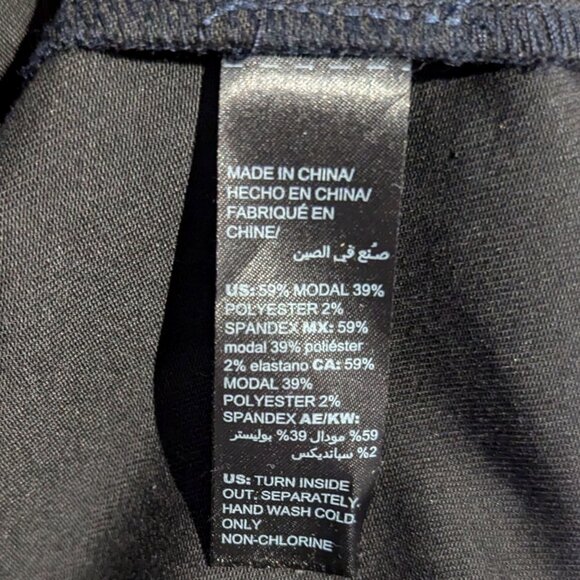 MADE IN CHINA/
HECHO EN CHINA/
FABRIQUÉ EN
CHINE/
صُنع في الصين
US: 59% MODAL 39%
POLYESTER 2%
SPANDEX MX: 59%
modal 39% poliéster
2% elastano CA: 59%
MODAL 39%
POLYESTER 2%
SPANDEX AE/KW:
59% مودال 39% بوليستر
2% سباندیکس
US: TURN INSIDE
OUT. SEPARATELY.
HAND WASH COLD.
ONLY
NON-CHLORINE